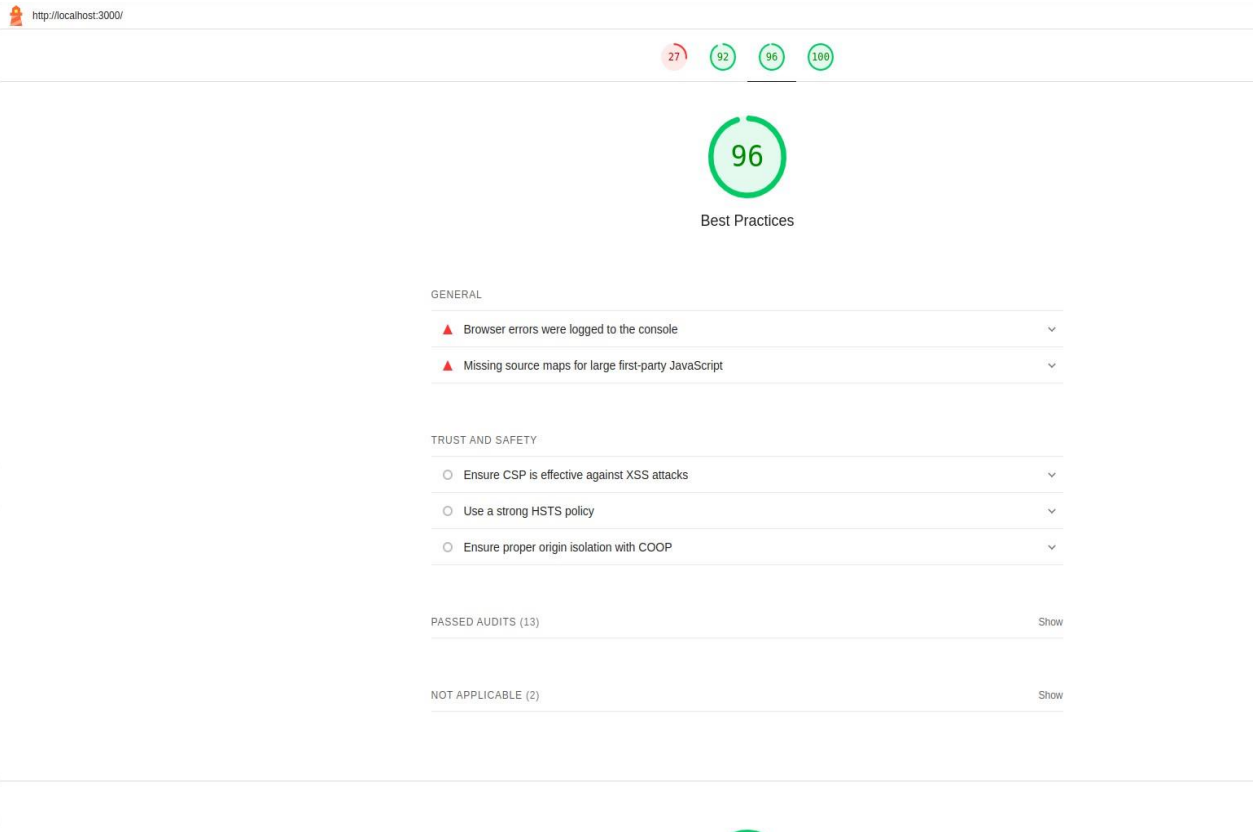 http://localhost:3000/
27 92 96 100
96
Best Practices
GENERAL
Browser errors were logged to the console
Missing source maps for large first-party JavaScript
TRUST AND SAFETY
Ensure CSP is effective against XSS attacks
Use a strong HSTS policy
Ensure proper origin isolation with COOP
PASSED AUDITS (13) Show
NOT APPLICABLE (2) Show